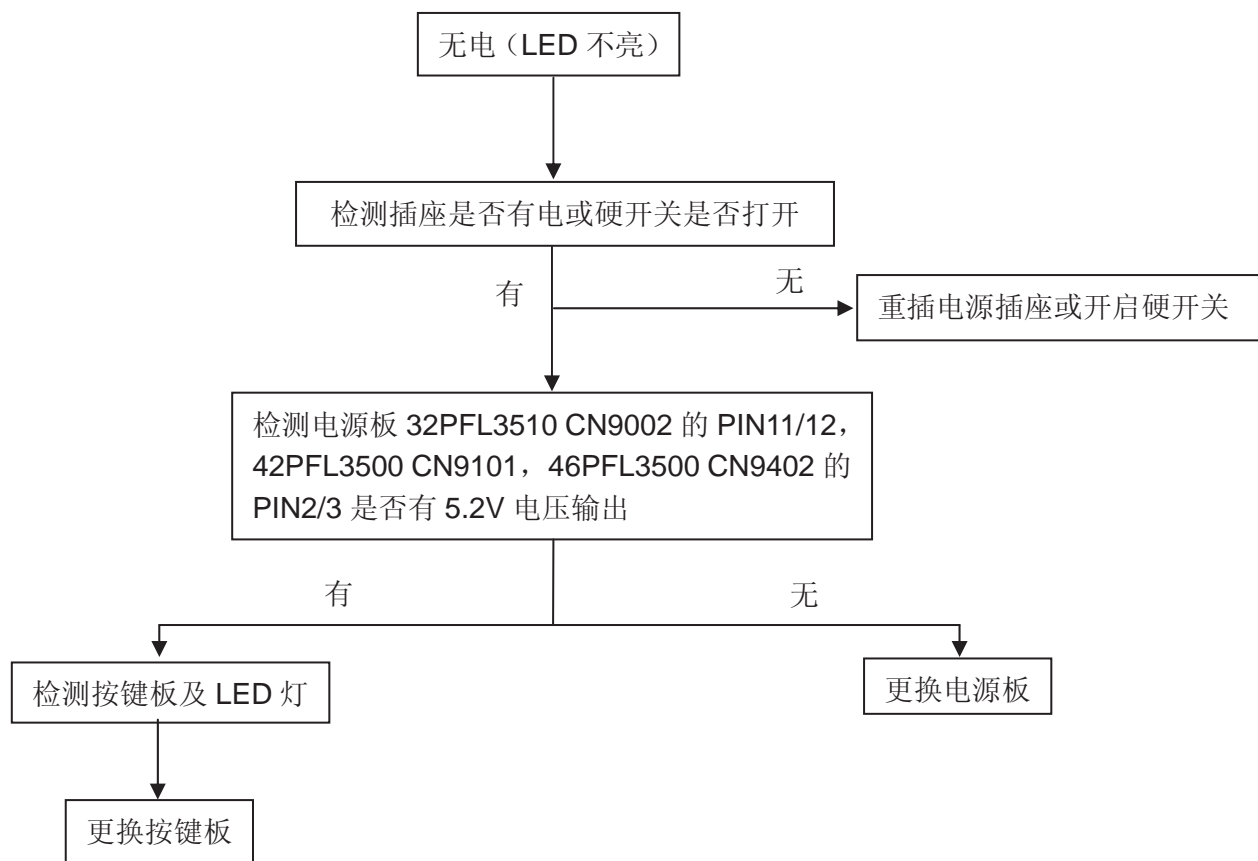 无电（LED 不亮）
检测插座是否有电或硬开关是否打开
有
无
重插电源插座或开启硬开关
检测电源板 32PFL3510 CN9002 的 PIN11/12，
42PFL3500 CN9101，46PFL3500 CN9402 的
PIN2/3 是否有 5.2V 电压输出
有
无
检测按键板及 LED 灯
更换电源板
更换按键板